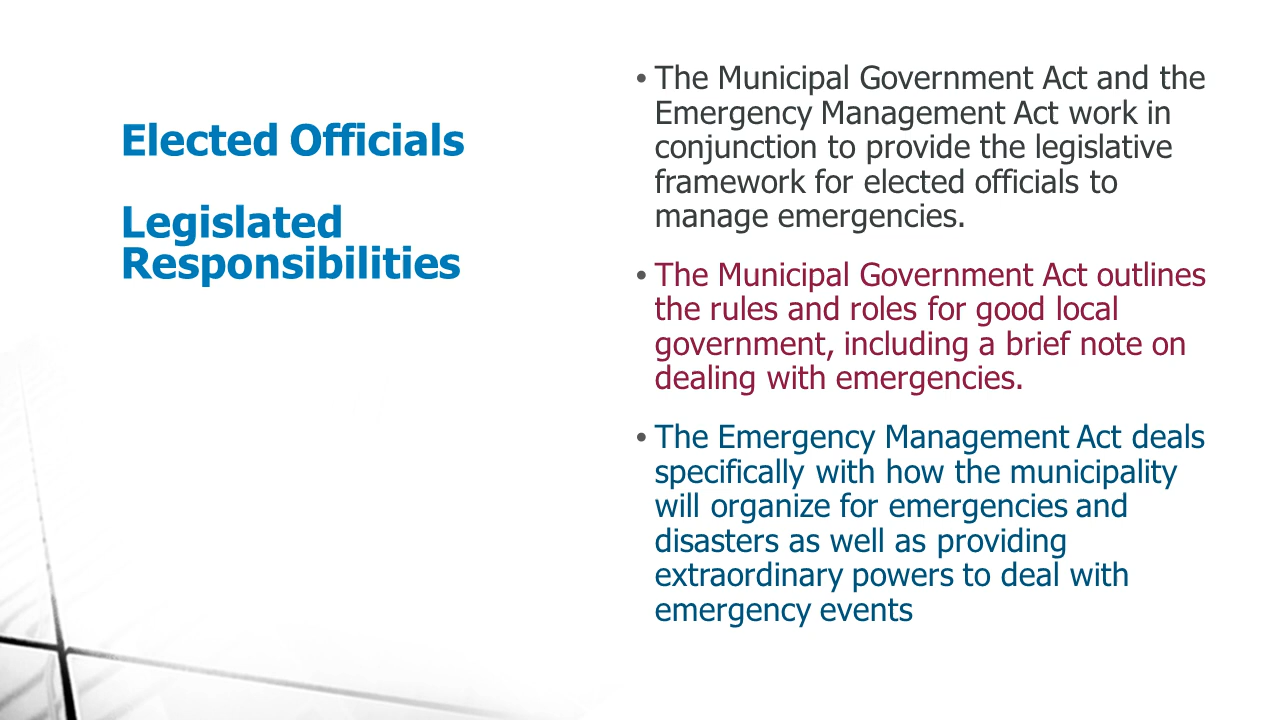 Elected Officials
Legislated
Responsibilities
• The Municipal Government Act and the
Emergency Management Act work in
conjunction to provide the legislative
framework for elected officials to
manage emergencies.
• The Municipal Government Act outlines
the rules and roles for good local
government, including a brief note on
dealing with emergencies.
• The Emergency Management Act deals
specifically with how the municipality
will organize for emergencies and
disasters as well as providing
extraordinary powers to deal with
emergency events